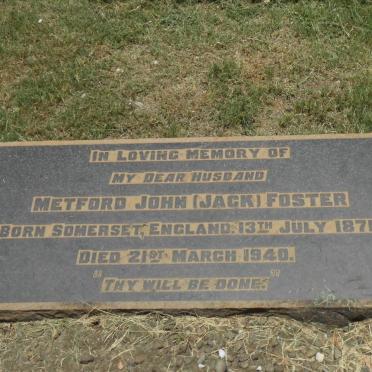 IN LOVING MEMORY OF
MY DEAR HUSBAND
METFORD JOHN (JACK) FOSTER
BORN SOMERSET, ENGLAND, 13TH JULY
DIED 21ST MARCH 1940.
"THY WILL BE DONE."